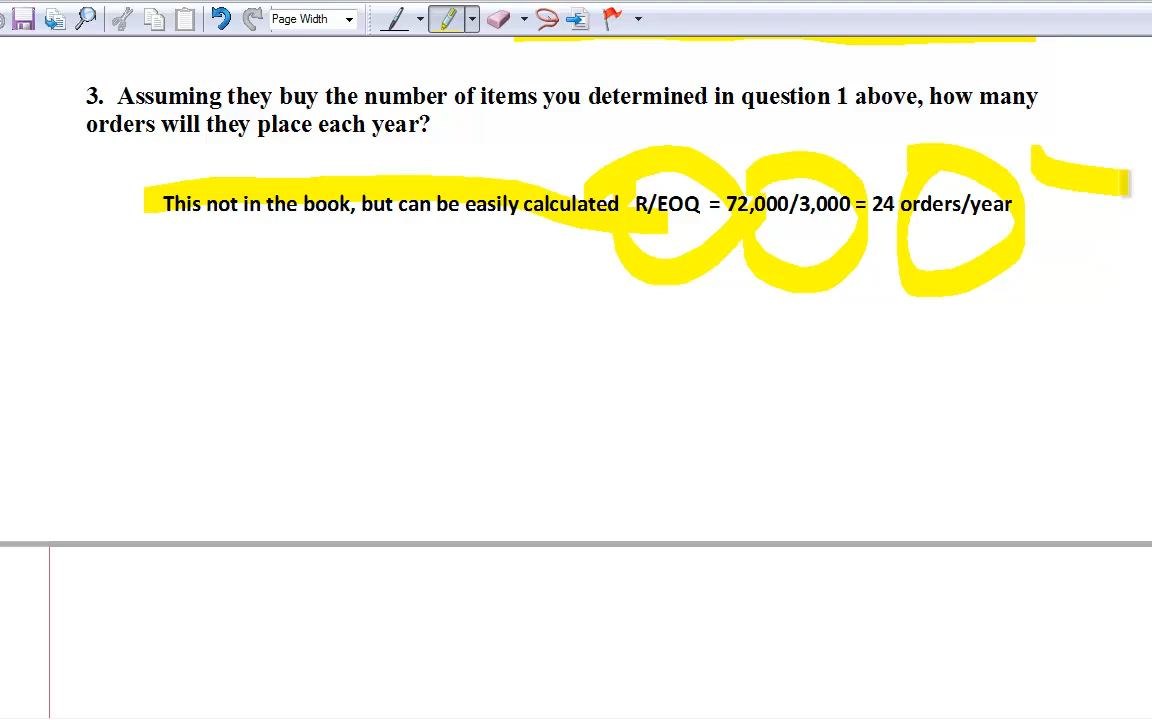 Page Width
3. Assuming they buy the number of items you determined in question 1 above, how many
orders will they place each year?
This not in the book, but can be easily calculated R/EOQ = 72,000/3,000 = 24 orders/year